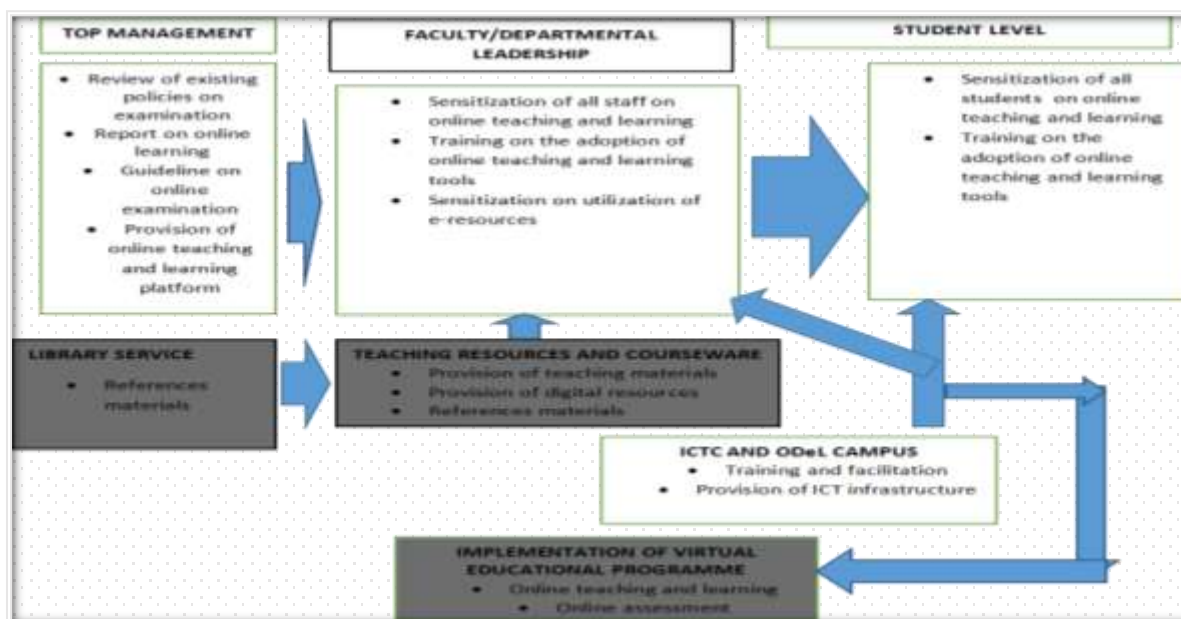 TOP MANAGEMENT
• Review of existing
policies on
examination
• Report on online
learning
• Guideline on
online
examination
• Provision of
online teaching
and learning
platform
FACULTY/DEPARTMENTAL
LEADERSHIP
• Sensitization of all staff on
online teaching and learning
• Training on the adoption of
online teaching and learning
tools
• Sensitization on utilization of
e-resources
STUDENT LEVEL
• Sensitization of all
students on online
teaching and learning
• Training on the
adoption of online
teaching and learning
tools
LIBRARY SERVICE
• References
materials
TEACHING RESOURCES AND COURSEWARE
• Provision of teaching materials
• Provision of digital resources
• References materials
ICTC AND ODeL CAMPUS
• Training and facilitation
• Provision of ICT infrastructure
IMPLEMENTATION OF VIRTUAL
EDUCATIONAL PROGRAMME
• Online teaching and learning
• Online assessment